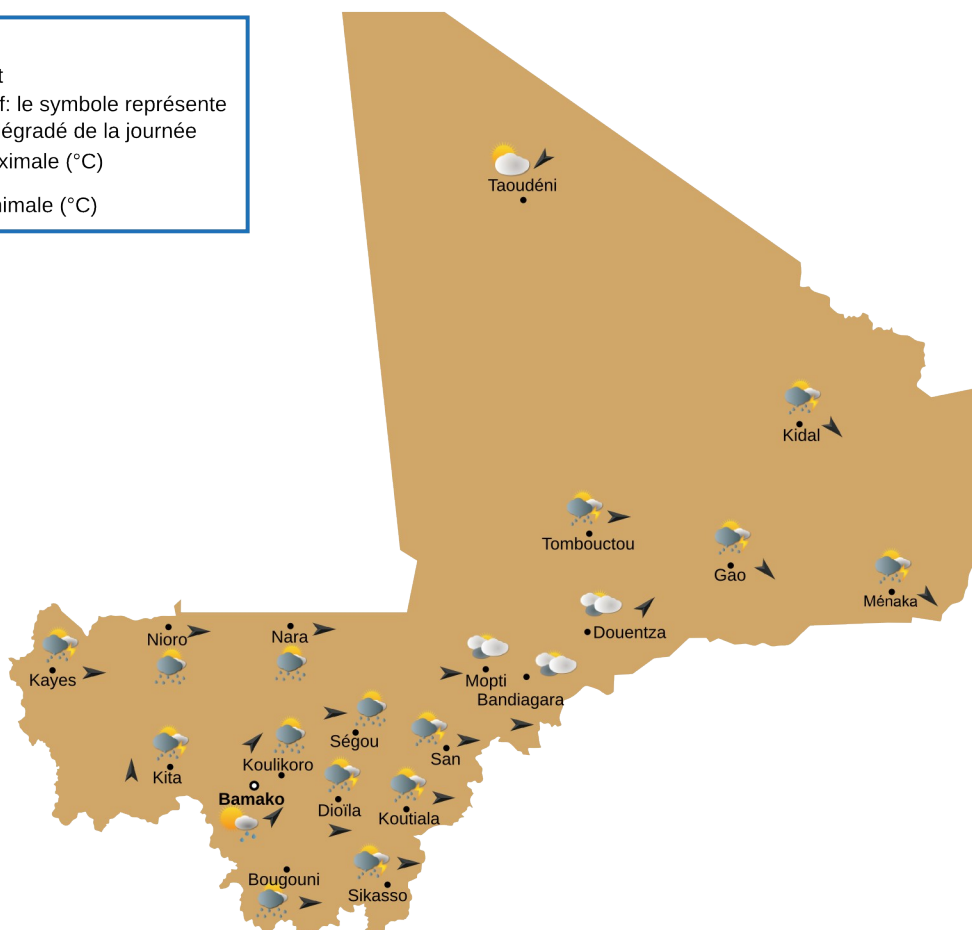 f: le symbole représente
égradé de la journée
ximale (°C)
imale (°C)
Taoudéni
Kidal
Tombouctou
Gao
Ménaka
Douentza
Nioro
Nara
Kayes
Mopti
Bandiagara
Ségou
San
Koulikoro
Kita
Bamako
Dioïla
Koutiala
Bougouni
Sikasso